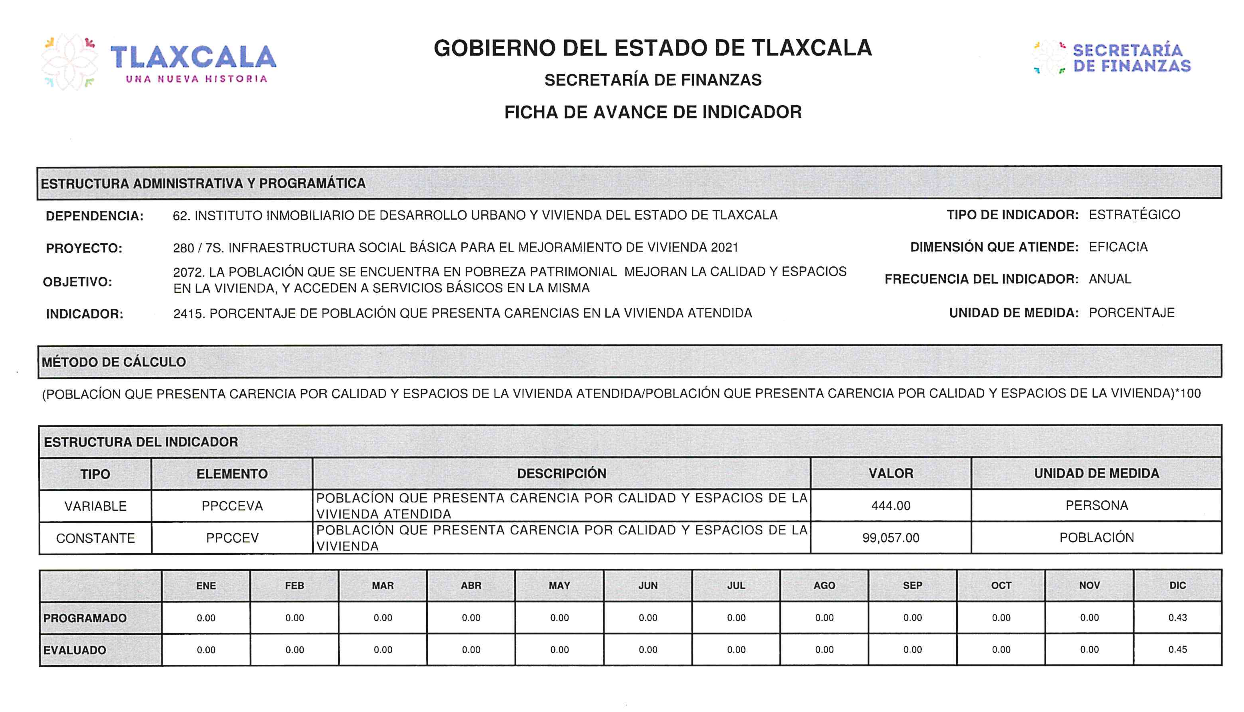 TLAXCALA
UNA NUEVA HISTORIA
GOBIERNO DEL ESTADO DE TLAXCALA
SECRETARÍA DE FINANZAS
FICHA DE AVANCE DE INDICADOR
SECRETARÍA
DE FINANZAS
ESTRUCTURA ADMINISTRATIVA Y PROGRAMÁTICA
DEPENDENCIA: 62. INSTITUTO INMOBILIARIO DE DESARROLLO URBANO Y VIVIENDA DEL ESTADO DE TLAXCALA TIPO DE INDICADOR: ESTRATÉGICO
PROYECTO: 280 / 7S. INFRAESTRUCTURA SOCIAL BÁSICA PARA EL MEJORAMIENTO DE VIVIENDA 2021 DIMENSIÓN QUE ATIENDE: EFICACIA
OBJETIVO: 2072. LA POBLACIÓN QUE SE ENCUENTRA EN POBREZA PATRIMONIAL MEJORAN LA CALIDAD Y ESPACIOS
EN LA VIVIENDA, Y ACCEDEN A SERVICIOS BÁSICOS EN LA MISMA FRECUENCIA DEL INDICADOR: ANUAL
INDICADOR: 2415. PORCENTAJE DE POBLACIÓN QUE PRESENTA CARENCIAS EN LA VIVIENDA ATENDIDA UNIDAD DE MEDIDA: PORCENTAJE
MÉTODO DE CÁLCULO
(POBLACÍON QUE PRESENTA CARENCIA POR CALIDAD Y ESPACIOS DE LA VIVIENDA ATENDIDA/POBLACIÓN QUE PRESENTA CARENCIA POR CALIDAD Y ESPACIOS DE LA VIVIENDA)*100
ESTRUCTURA DEL INDICADOR
TIPO ELEMENTO DESCRIPCIÓN VALOR UNIDAD DE MEDIDA
VARIABLE PPCCEVA POBLACÍON QUE PRESENTA CARENCIA POR CALIDAD Y ESPACIOS DE LA
VIVIENDA ATENDIDA 444.00 PERSONA
CONSTANTE PPCCEV POBLACIÓN QUE PRESENTA CARENCIA POR CALIDAD Y ESPACIOS DE LA
VIVIENDA 99,057.00 POBLACIÓN
ENE FEB MAR ABR MAY JUN JUL AGO SEP OCT NOV DIC
PROGRAMADO 0.00 0.00 0.00 0.00 0.00 0.00 0.00 0.00 0.00 0.00 0.00 0.43
EVALUADO 0.00 0.00 0.00 0.00 0.00 0.00 0.00 0.00 0.00 0.00 0.00 0.45